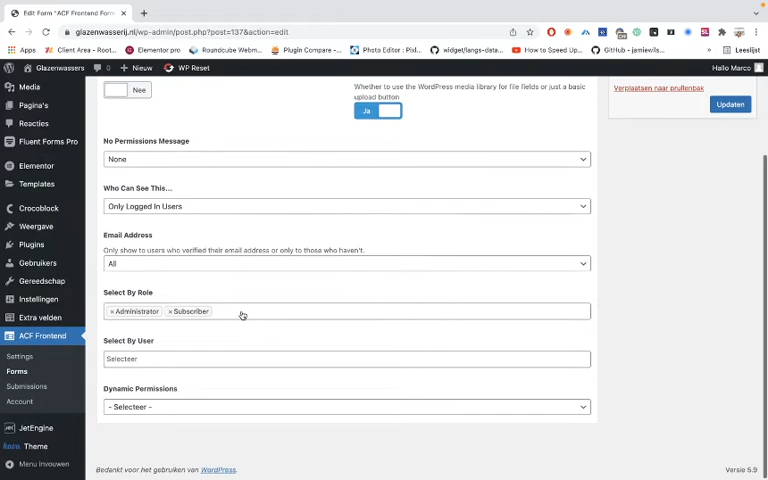 Edit Form "ACF Frontend Form
glazenwasserij.nl/wp-admin/post.php?post=137&action=edit
Apps
Client Area - Root...
Elementor pro
Roundcube Webm...
Plugin Compare -...
Photo Editor : Pixl...
widget/langs-data...
How to Speed Up...
GitHub - jamiewils...
»
Leeslijst
Glazenwassers
0
Nieuw
WP Reset
Hallo Marco
Media
Pagina's
Reacties
Fluent Forms Pro
Elementor
Templates
Crocoblock
Weergave
Plugins
Gebruikers
Gereedschap
Instellingen
Extra velden
ACF Frontend
Settings
Forms
Submissions
Account
JetEngine
Theme
Menu invouwen
Nee
Whether to use the WordPress media library for file fields or just a basic
upload button
Ja
No Permissions Message
None
Who Can See This...
Only Logged In Users
Email Address
Only show to users who verified their email address or only to those who haven't.
All
Select By Role
×Administrator ×Subscriber
Select By User
Selecteer
Dynamic Permissions
- Selecteer -
Verplaatsen naar prullenbak
Updaten
Bedankt voor het gebruiken van WordPress.
Versie 5.9